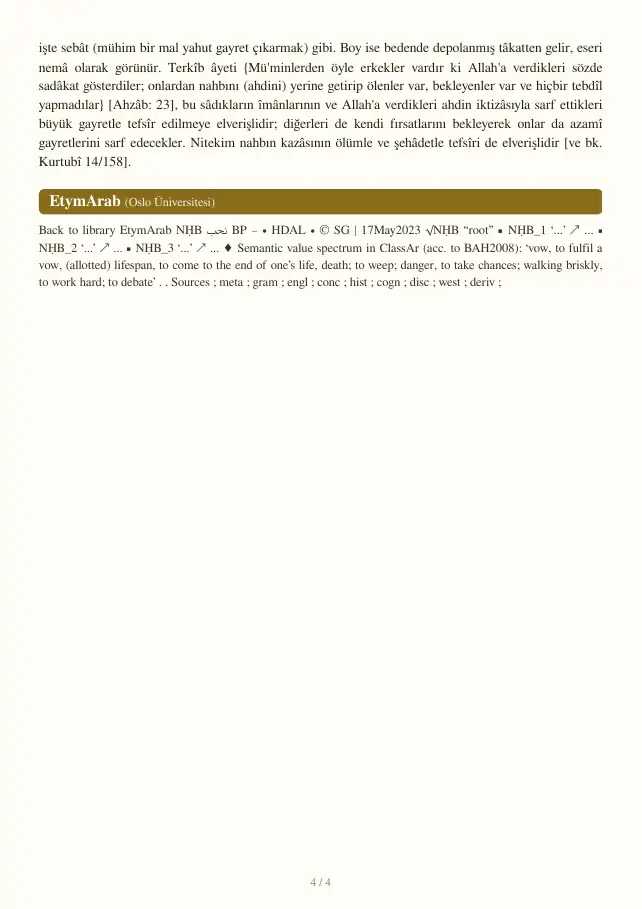 işte sebât (mühim bir mal yahut gayret çıkarmak) gibi. Boy ise bedende depolanmış tâkatten gelir, eseri
nemâ olarak görünür. Terkîb âyeti {Mü'minlerden öyle erkekler vardır ki Allah'a verdikleri sözde
sadâkat gösterdiler; onlardan nahbını (ahdini) yerine getirip ölenler var, bekleyenler var ve hiçbir tebdîl
yapmadılar} [Ahzâb: 23], bu sâdıkların îmânlarının ve Allah'a verdikleri ahdin iktizâsıyla sarf ettikleri
büyük gayretle tefsîr edilmeye elverişlidir; diğerleri de kendi fırsatlarını bekleyerek onlar da azamî
gayretlerini sarf edecekler. Nitekim nahbın kazâsının ölümle ve şehâdetle tefsîri de elverişlidir [ve bk.
Kurtubî 14/158].
EtymArab (Oslo Üniversitesi)
Back to library EtymArab NḤB نحب BP – • HDAL • © SG | 17May2023 √NḤB “root” ▪ NḤB_1 ‘...’ ↗ ... ▪
NḤB_2 ‘...’ ↗ ... ▪ NḤB_3 ‘...’ ↗ ... ♦ Semantic value spectrum in ClassAr (acc. to BAH2008): ‘vow, to fulfil a
vow, (allotted) lifespan, to come to the end of one’s life, death; to weep; danger, to take chances; walking briskly,
to work hard; to debate’ . . Sources ; meta ; gram ; engl ; conc ; hist ; cogn ; disc ; west ; deriv ;
4 / 4